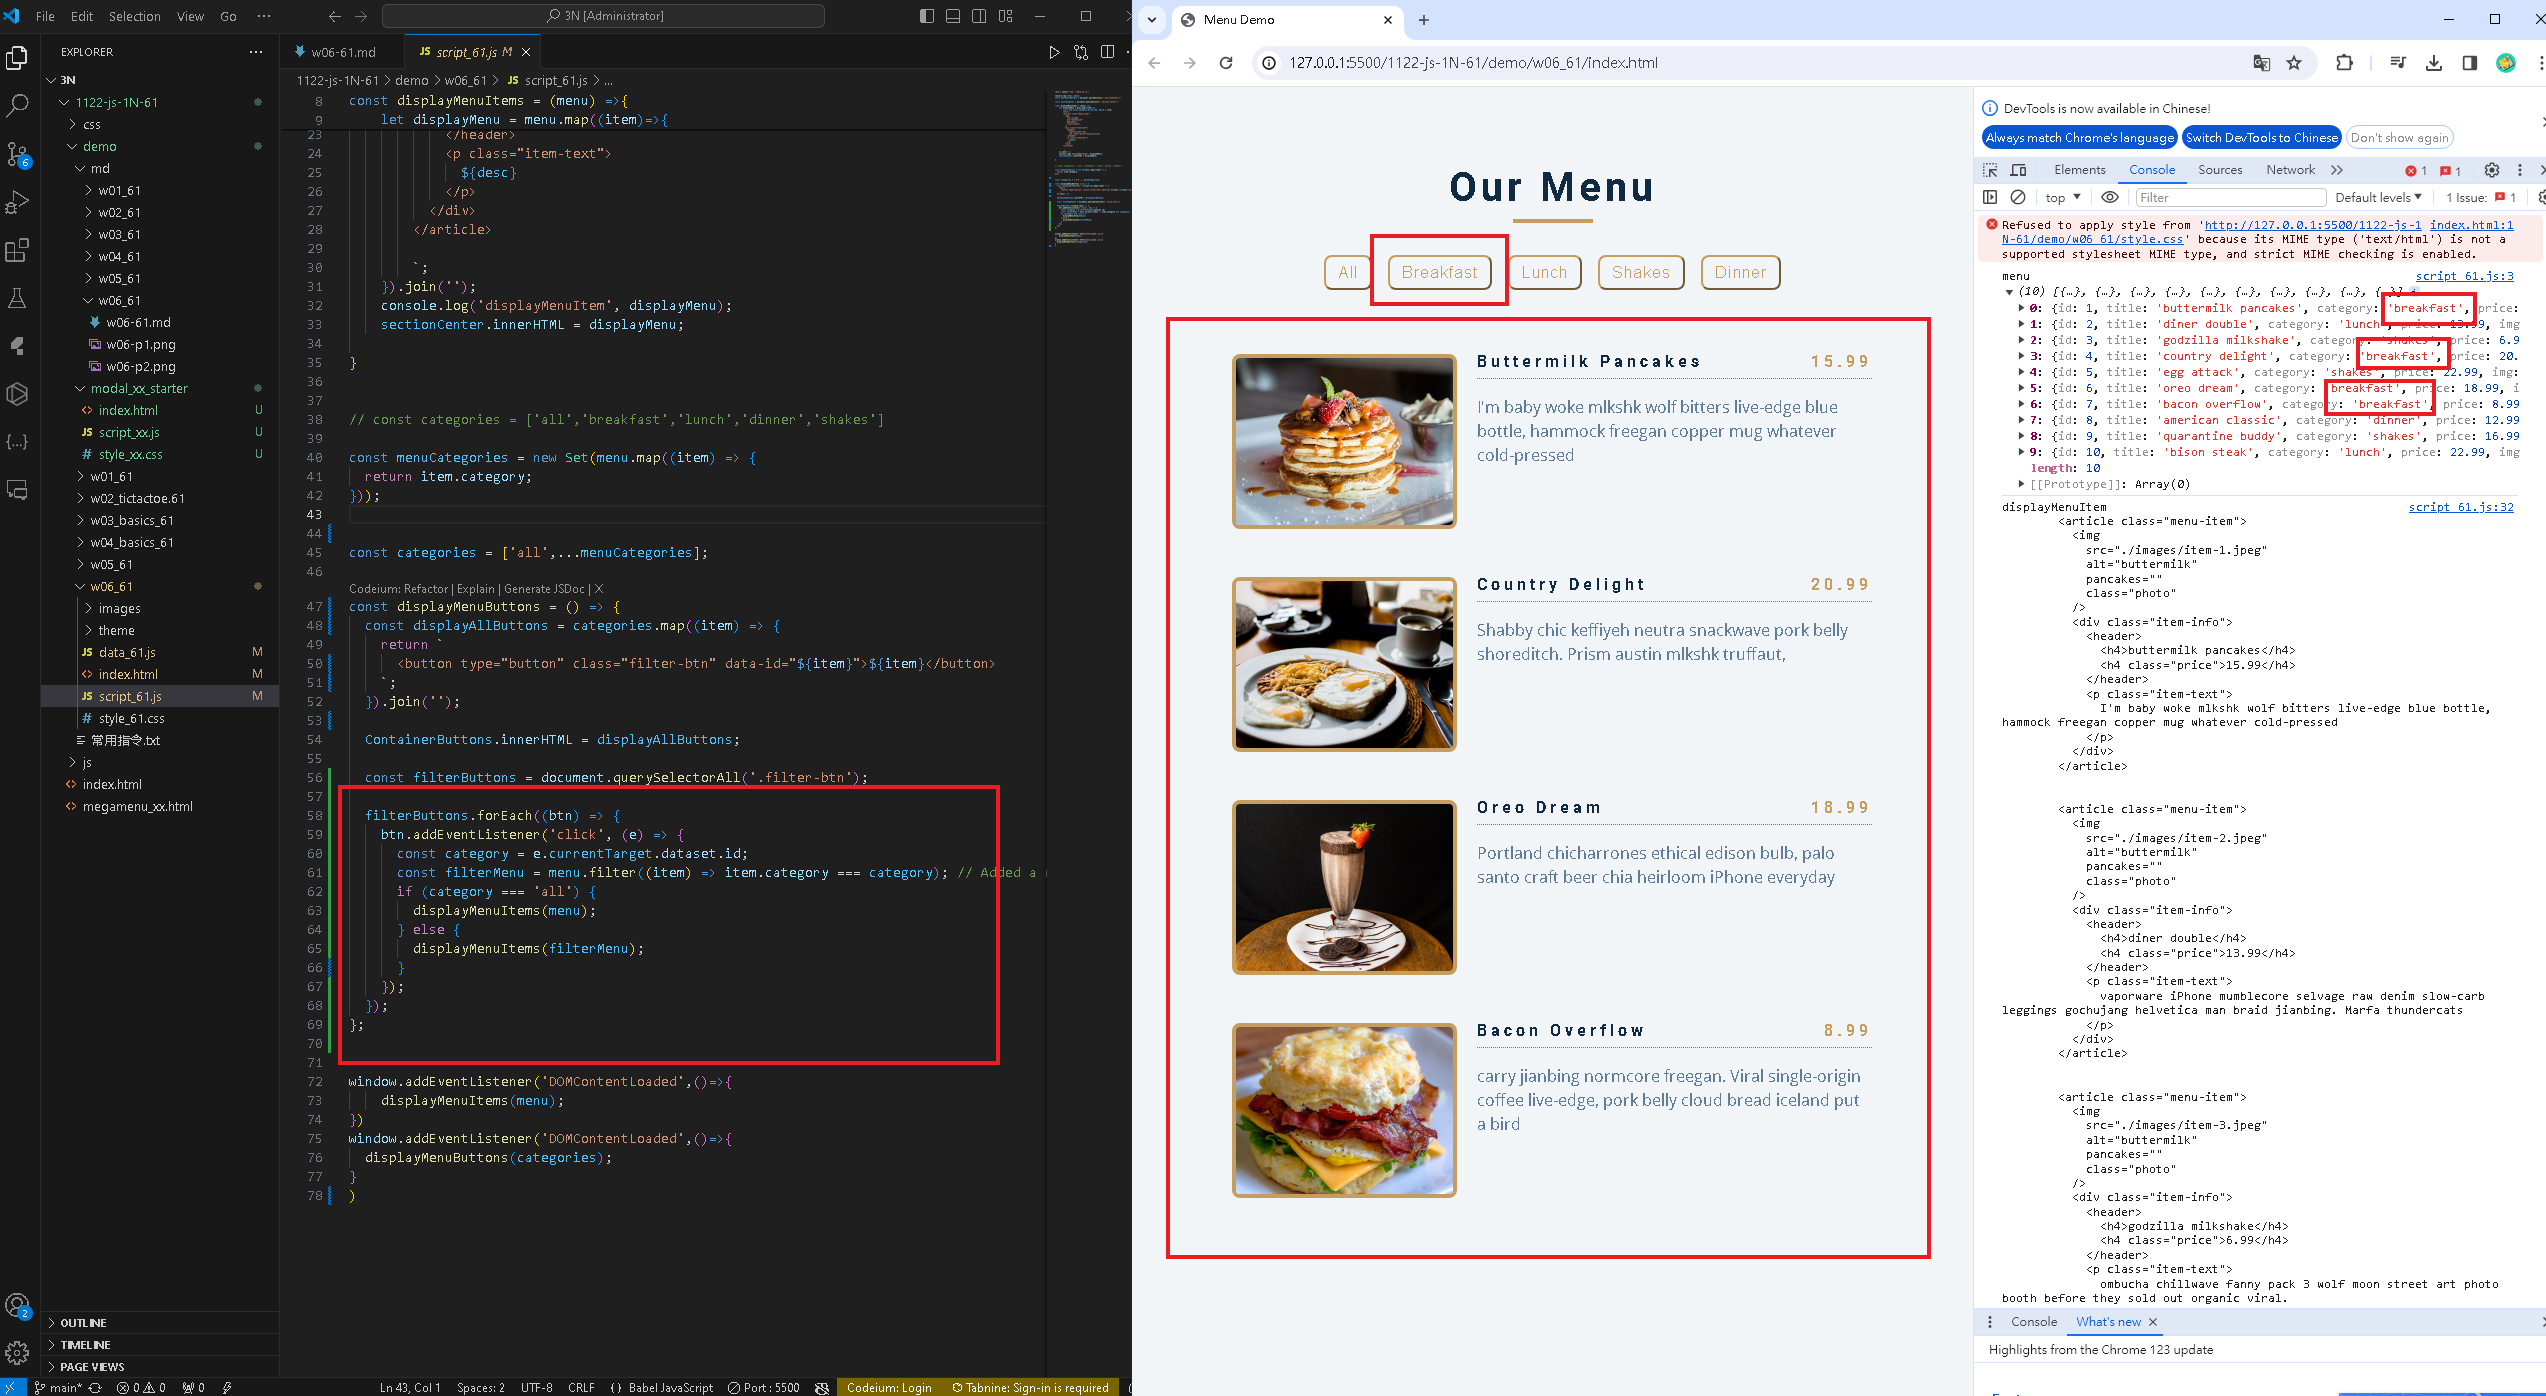 File Edit Selection View Go ··· 3N [Administrator]
EXPLORER
3N
1122-js-1N-61
css
demo
md
w01_61
w02_61
w03_61
w04_61
w05_61
w06_61
w06-61.md
w06-p1.png
w06-p2.png
modal_xx_starter
index.html U
script_xx.js U
style_xx.css U
w01_61
w02_tictactoe.61
w03_basics_61
w04_basics_61
w05_61
w06_61
images
theme
data_61.js M
index.html M
script_61.js M
style_61.css
常用指令.txt
js
index.html
megamenu_xx.html
OUTLINE
TIMELINE
PAGE VIEWS
w06-61.md script_61.js M
1122-js-1N-61 > demo > w06_61 > JS script_61.js > ...
8 const displayMenuItems = (menu) =>{
9 let displayMenu = menu.map((item)=>{
23 </header>
24 <p class="item-text">
25 ${desc}
26 </p>
27 </div>
28 </article>
29
30 `;
31 }).join('');
32 console.log('displayMenuItem', displayMenu);
33 sectionCenter.innerHTML = displayMenu;
34
35 }
36
37
38 // const categories = ['all','breakfast','lunch','dinner','shakes']
39
40 const menuCategories = new Set(menu.map((item) => {
41 return item.category;
42 }));
43
44
45 const categories = ['all',...menuCategories];
46
Codeium: Refactor | Explain | Generate JSDoc | X
47 const displayMenuButtons = () => {
48 const displayAllButtons = categories.map((item) => {
49 return `
50 <button type="button" class="filter-btn" data-id="${item}">${item}</button>
51 `;
52 }).join('');
53
54 ContainerButtons.innerHTML = displayAllButtons;
55
56 const filterButtons = document.querySelectorAll('.filter-btn');
57
58 filterButtons.forEach((btn) => {
59 btn.addEventListener('click', (e) => {
60 const category = e.currentTarget.dataset.id;
61 const filterMenu = menu.filter((item) => item.category === category); // Added a
62 if (category === 'all') {
63 displayMenuItems(menu);
64 } else {
65 displayMenuItems(filterMenu);
66 }
67 });
68 });
69 };
70
71
72 window.addEventListener('DOMContentLoaded',()=>{
73 displayMenuItems(menu);
74 })
75 window.addEventListener('DOMContentLoaded',()=>{
76 displayMenuButtons(categories);
77 }
78 )
main* 0 0 0 Ln 43, Col 1 Spaces: 2 UTF-8 CRLF {} Babel JavaScript Port : 5500 Codeium: Login Tabnine: Sign-in is required
Menu Demo
127.0.0.1:5500/1122-js-1N-61/demo/w06_61/index.html
Our Menu
All Breakfast Lunch Shakes Dinner
Buttermilk Pancakes 15.99
I'm baby woke mlkshk wolf bitters live-edge blue
bottle, hammock freegan copper mug whatever
cold-pressed
Country Delight 20.99
Shabby chic keffiyeh neutra snackwave pork belly
shoreditch. Prism austin mlkshk truffaut,
Oreo Dream 18.99
Portland chicharrones ethical edison bulb, palo
santo craft beer chia heirloom iPhone everyday
Bacon Overflow 8.99
carry jianbing normcore freegan. Viral single-origin
coffee live-edge, pork belly cloud bread iceland put
a bird
DevTools is now available in Chinese!
Always match Chrome's language Switch DevTools to Chinese Don't show again
Elements Console Sources Network 1 1
top Filter Default levels 1 Issue: 1
Refused to apply style from 'http://127.0.0.1:5500/1122-js-1 index.html:1
N-61/demo/w06_61/style.css' because its MIME type ('text/html') is not a
supported stylesheet MIME type, and strict MIME checking is enabled.
menu script_61.js:3
(10) [{…}, {…}, {…}, {…}, {…}, {…}, {…}, {…}, {…}, {…}]
0: {id: 1, title: 'buttermilk pancakes', category: 'breakfast', price:
1: {id: 2, title: 'diner double', category: 'lunch', price: 13.99, img
2: {id: 3, title: 'godzilla milkshake', category: 'shakes', price: 6.9
3: {id: 4, title: 'country delight', category: 'breakfast', price: 20.
4: {id: 5, title: 'egg attack', category: 'shakes', price: 22.99, img:
5: {id: 6, title: 'oreo dream', category: 'breakfast', price: 18.99, i
6: {id: 7, title: 'bacon overflow', category: 'breakfast', price: 8.99
7: {id: 8, title: 'american classic', category: 'dinner', price: 12.99
8: {id: 9, title: 'quarantine buddy', category: 'shakes', price: 16.99
9: {id: 10, title: 'bison steak', category: 'lunch', price: 22.99, img
length: 10
[[Prototype]]: Array(0)
displayMenuItem script_61.js:32
<article class="menu-item">
<img
src="./images/item-1.jpeg"
alt="buttermilk"
pancakes=""
class="photo"
/>
<div class="item-info">
<header>
<h4>buttermilk pancakes</h4>
<h4 class="price">15.99</h4>
</header>
<p class="item-text">
I'm baby woke mlkshk wolf bitters live-edge blue bottle,
hammock freegan copper mug whatever cold-pressed
</p>
</div>
</article>
<article class="menu-item">
<img
src="./images/item-2.jpeg"
alt="buttermilk"
pancakes=""
class="photo"
/>
<div class="item-info">
<header>
<h4>diner double</h4>
<h4 class="price">13.99</h4>
</header>
<p class="item-text">
vaporware iPhone mumblecore selvage raw denim slow-carb
leggings gochujang helvetica man braid jianbing. Marfa thundercats
</p>
</div>
</article>
<article class="menu-item">
<img
src="./images/item-3.jpeg"
alt="buttermilk"
pancakes=""
class="photo"
/>
<div class="item-info">
<header>
<h4>godzilla milkshake</h4>
<h4 class="price">6.99</h4>
</header>
<p class="item-text">
ombucha chillwave fanny pack 3 wolf moon street art photo
booth before they sold out organic viral.
Console What's new
Highlights from the Chrome 123 update